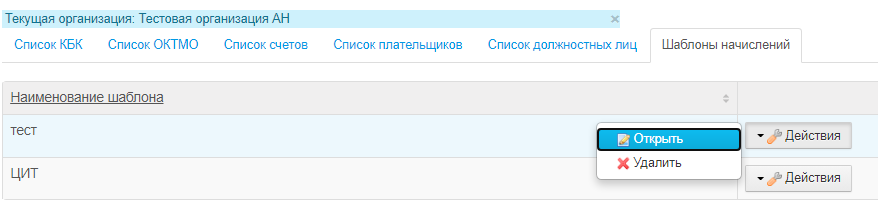 Текущая организация: Тестовая организация АН
Список КБК Список ОКТМО Список счетов Список плательщиков Список должностных лиц Шаблоны начислений
Наименование шаблона
тест Открыть Действия
Удалить
ЦИТ Действия